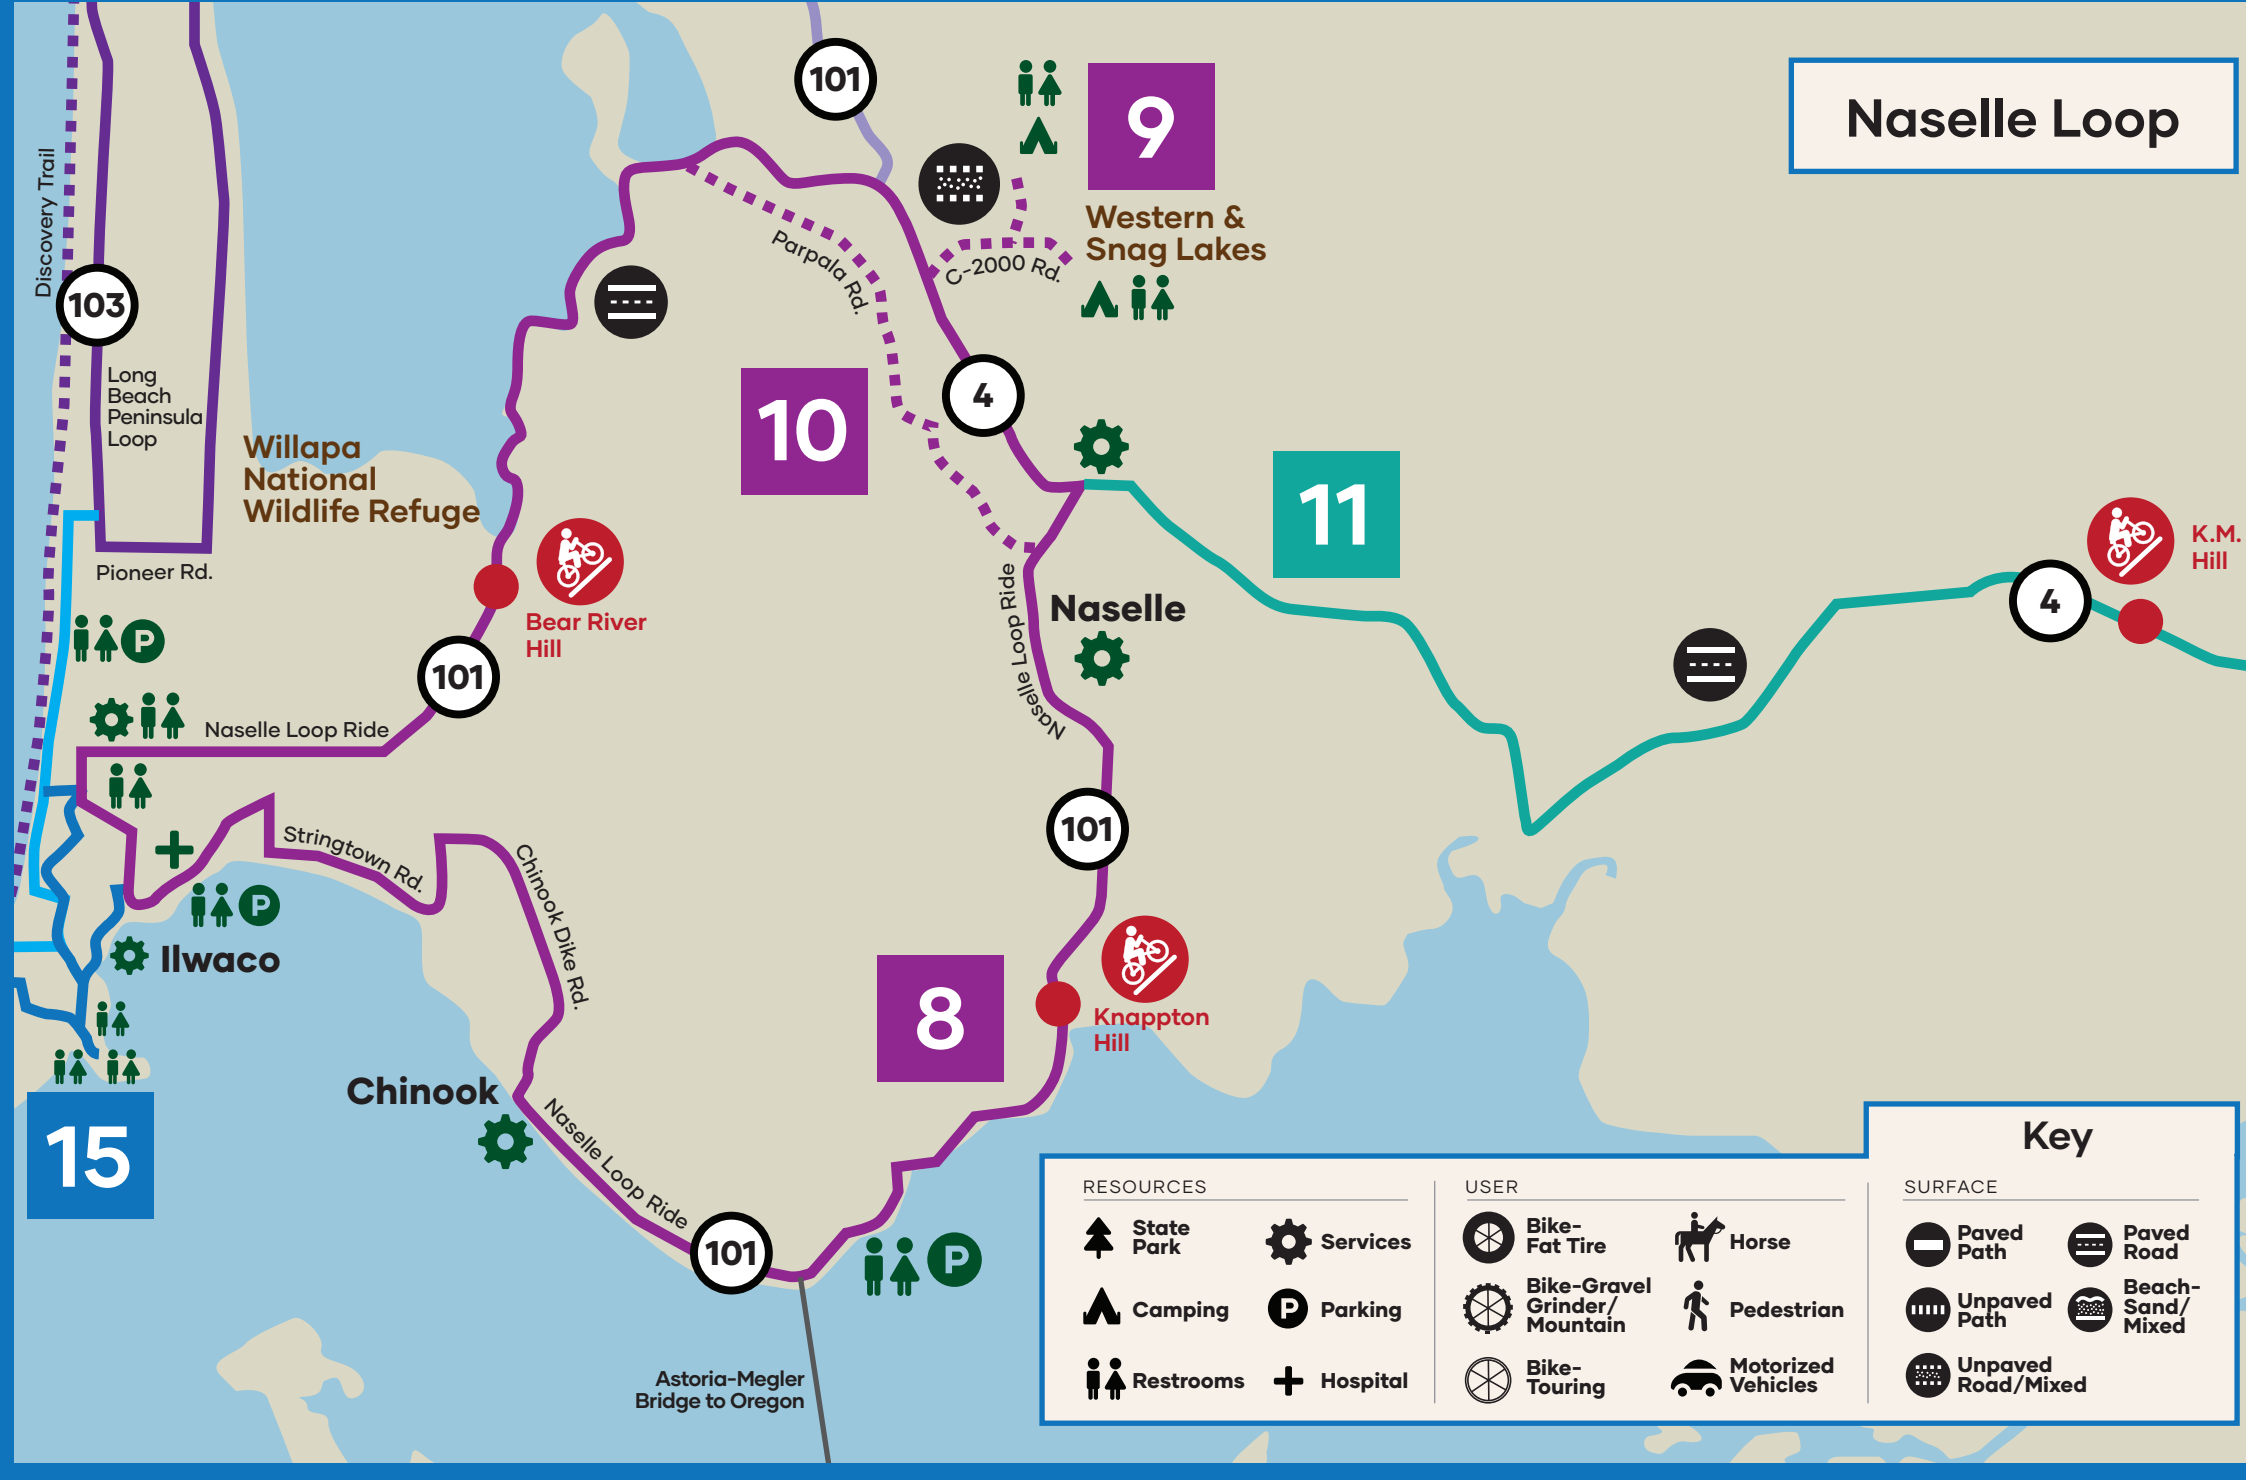 Naselle Loop
101
9
Western &
Snag Lakes
C-2000 Rd.
Parpala Rd.
Discovery Trail
103
Long
Beach
Peninsula
Loop
Pioneer Rd.
Willapa
National
Wildlife Refuge
10
4
11
Bear River
Hill
101
Naselle Loop Ride
Naselle Loop Ride
Naselle
4
K.M.
Hill
101
Stringtown Rd.
Chinook Dike Rd.
P
P
Ilwaco
15
Chinook
Naselle Loop Ride
8
Knappton
Hill
101
P
Astoria-Megler
Bridge to Oregon
Key
RESOURCES
State
Park
Services
Camping
P
Parking
Restrooms
Hospital
USER
Bike-
Fat Tire
Horse
Bike-Gravel
Grinder/
Mountain
Pedestrian
Bike-
Touring
Motorized
Vehicles
SURFACE
Paved
Path
Paved
Road
Unpaved
Path
Beach-
Sand/
Mixed
Unpaved
Road/Mixed